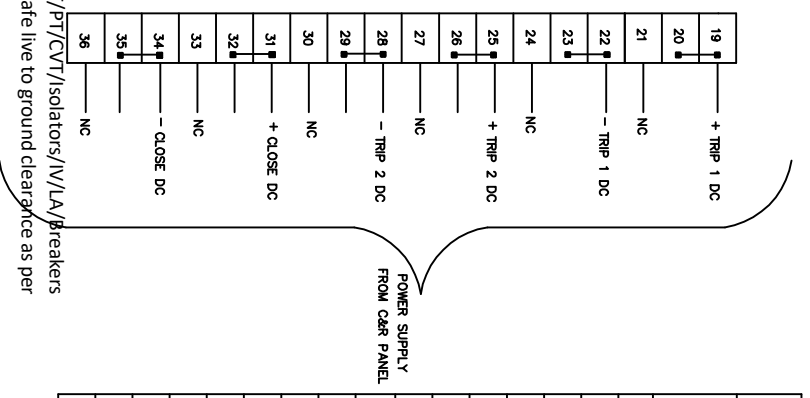 19
20
21
22
23
24
25
26
27
28
29
30
31
32
33
34
35
36
+ TRIP 1 DC
NC
- TRIP 1 DC
NC
+ TRIP 2 DC
NC
- TRIP 2 DC
NC
+ CLOSE DC
NC
- CLOSE DC
NC
POWER SUPPLY
FROM C&R PANEL
/PT/CVT/Isolators/IV/LA/Breakers
afe live to ground clearance as per